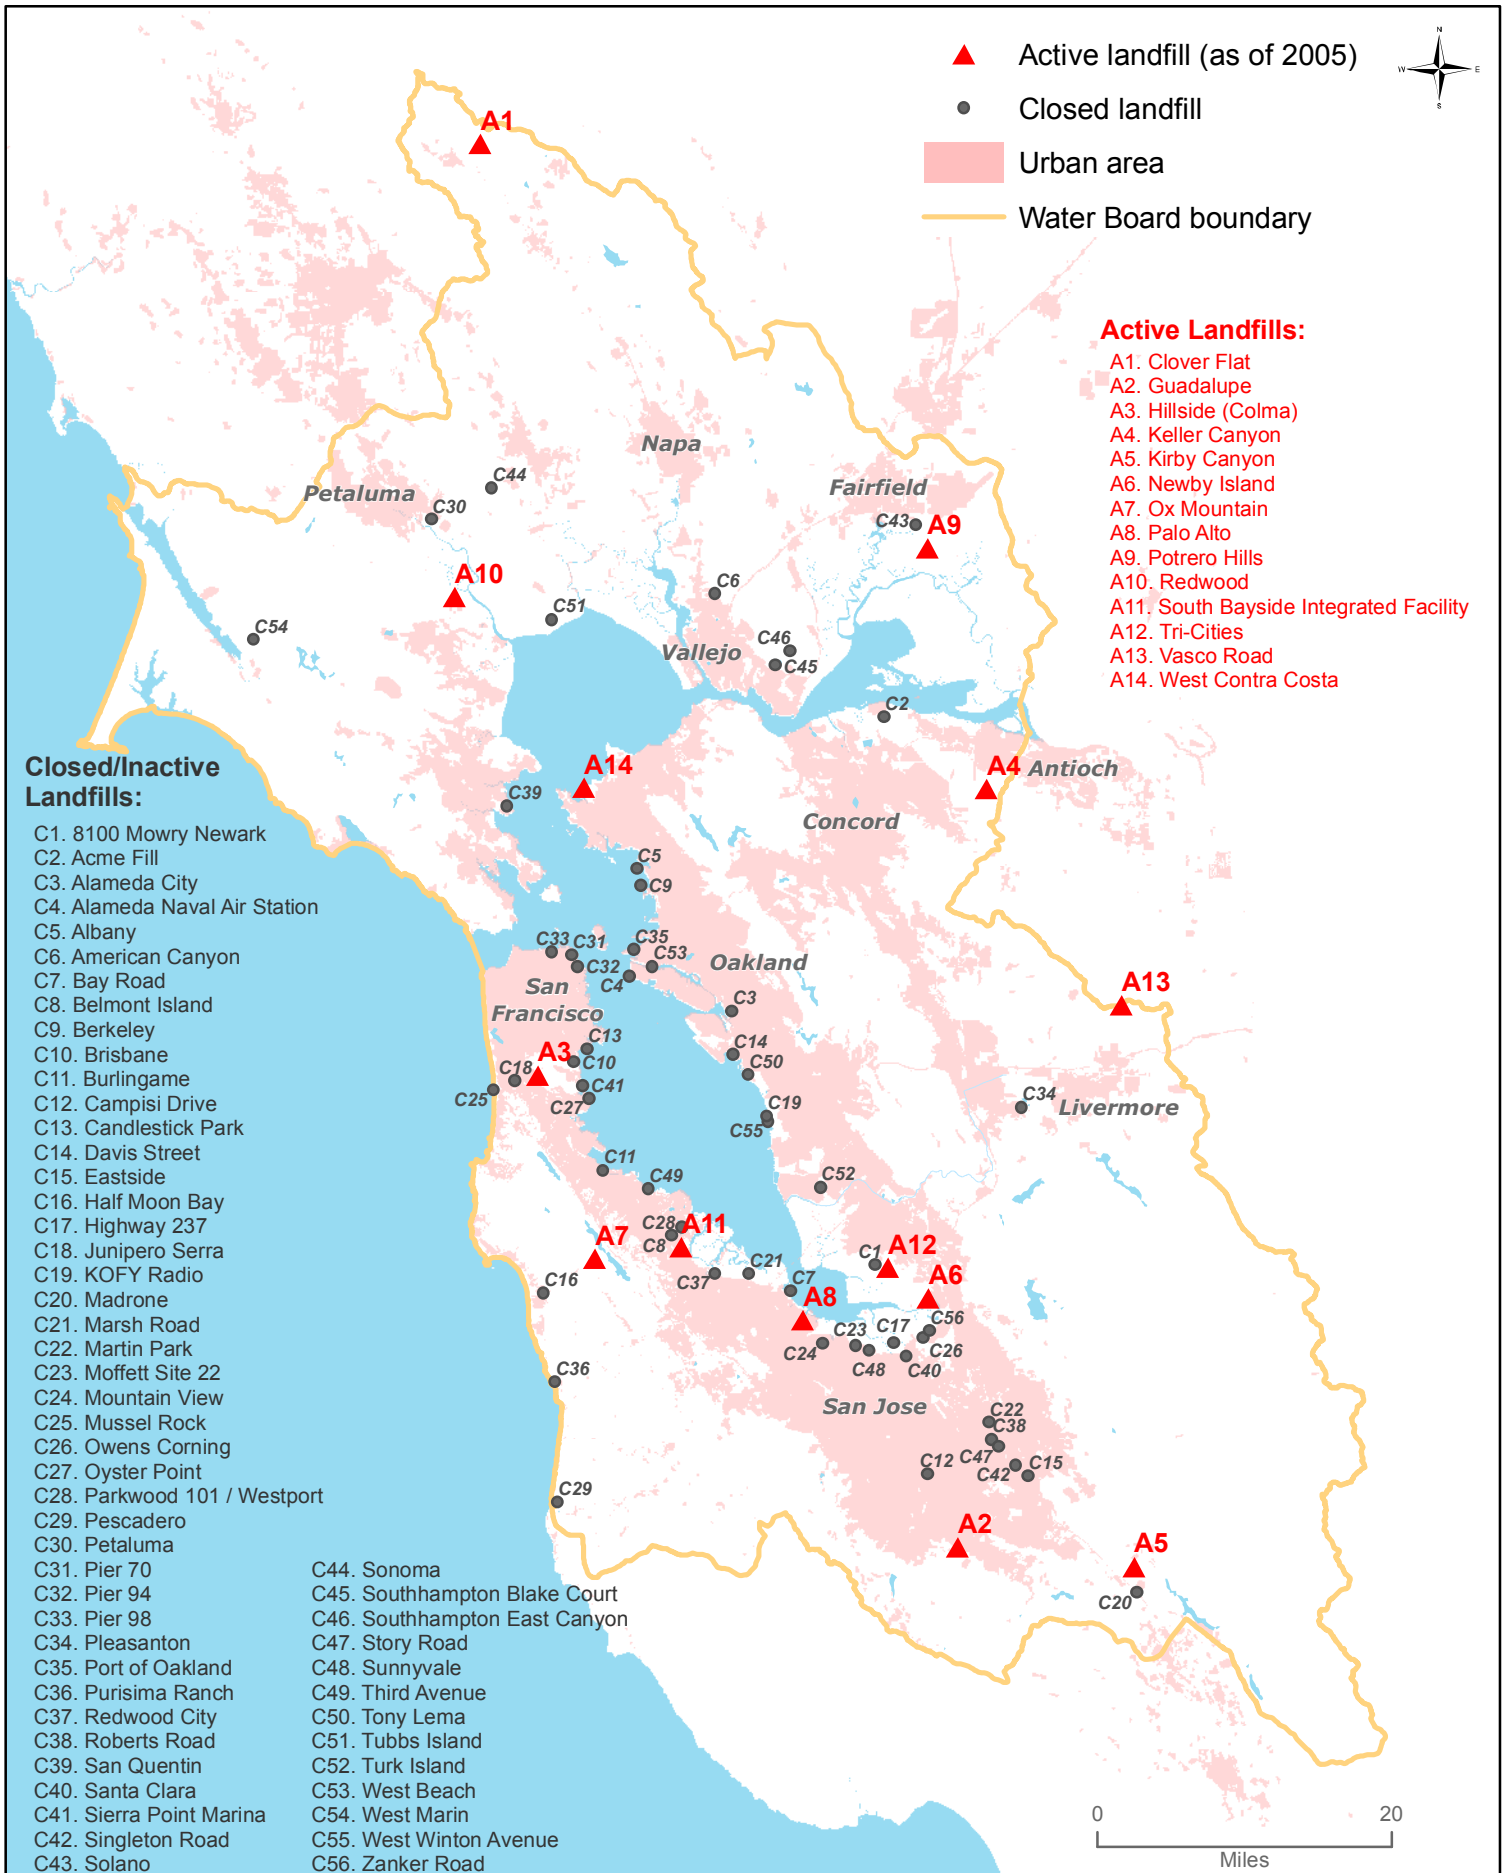 N
W
E
S
Active landfill (as of 2005)
Closed landfill
Urban area
Water Board boundary
Active Landfills:
A1. Clover Flat
A2. Guadalupe
A3. Hillside (Colma)
A4. Keller Canyon
A5. Kirby Canyon
A6. Newby Island
A7. Ox Mountain
A8. Palo Alto
A9. Potrero Hills
A10. Redwood
A11. South Bayside Integrated Facility
A12. Tri-Cities
A13. Vasco Road
A14. West Contra Costa
A1
Napa
Petaluma
C44
C30
Fairfield
C43
A9
A10
C51
C6
C54
Vallejo
C46
C45
C2
A14
A4
Antioch
C39
Concord
C5
C9
C33
C31
C32
C35
C53
C4
Oakland
San
Francisco
C3
A13
C13
C10
A3
C18
C25
C41
C27
C14
C50
C19
C55
C34
Livermore
C11
C49
C52
C28
A11
C8
A7
C16
C37
C21
C7
A8
C1
A12
A6
C56
C17
C23
C24
C48
C40
C26
C36
San Jose
C22
C38
C47
C12
C42
C15
C29
A2
A5
C20
Closed/Inactive
Landfills:
C1. 8100 Mowry Newark
C2. Acme Fill
C3. Alameda City
C4. Alameda Naval Air Station
C5. Albany
C6. American Canyon
C7. Bay Road
C8. Belmont Island
C9. Berkeley
C10. Brisbane
C11. Burlingame
C12. Campisi Drive
C13. Candlestick Park
C14. Davis Street
C15. Eastside
C16. Half Moon Bay
C17. Highway 237
C18. Junipero Serra
C19. KOFY Radio
C20. Madrone
C21. Marsh Road
C22. Martin Park
C23. Moffett Site 22
C24. Mountain View
C25. Mussel Rock
C26. Owens Corning
C27. Oyster Point
C28. Parkwood 101 / Westport
C29. Pescadero
C30. Petaluma
C31. Pier 70
C32. Pier 94
C33. Pier 98
C34. Pleasanton
C35. Port of Oakland
C36. Purisima Ranch
C37. Redwood City
C38. Roberts Road
C39. San Quentin
C40. Santa Clara
C41. Sierra Point Marina
C42. Singleton Road
C43. Solano
C44. Sonoma
C45. Southhampton Blake Court
C46. Southhampton East Canyon
C47. Story Road
C48. Sunnyvale
C49. Third Avenue
C50. Tony Lema
C51. Tubbs Island
C52. Turk Island
C53. West Beach
C54. West Marin
C55. West Winton Avenue
C56. Zanker Road
0
20
Miles